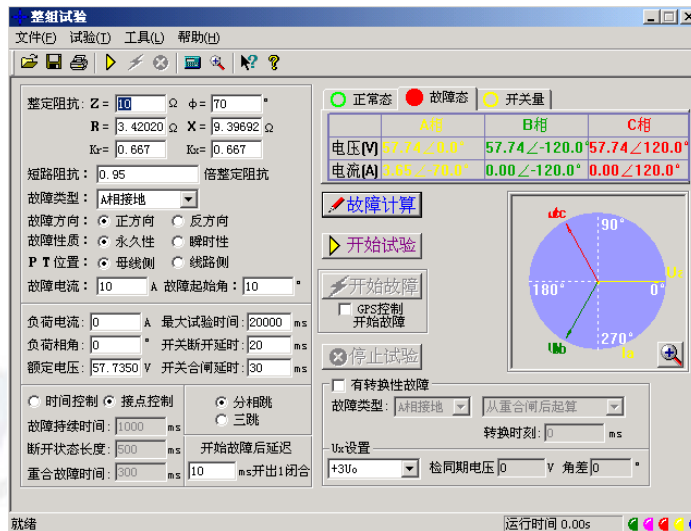 整组试验
文件(F) 试验(T) 工具(L) 帮助(H)
整定阻抗: Z = 10 Ω φ = 70 °
R = 3.42020 Ω X = 9.39692 Ω
Kr= 0.667 Kx= 0.667
短路阻抗: 0.95 倍整定阻抗
故障类型: A相接地
故障方向: 正方向 反方向
故障性质: 永久性 瞬时性
PT位置: 母线侧 线路侧
故障电流: 10 A 故障起始角: 10 °
负荷电流: 0 A 最大试验时间: 20000 ms
负荷相角: 0 ° 开关断开延时: 20 ms
额定电压: 57.7350 V 开关合闸延时: 30 ms
时间控制 接点控制
故障持续时间: 1000 ms
断开状态长度: 500 ms
重合故障时间: 300 ms
分相跳
三跳
开始故障后延迟
10 ms开出1闭合
正常态 故障态 开关量
A相 B相 C相
电压(V) 57.74∠0.0° 57.74∠-120.0° 57.74∠120.0°
电流(A) 3.65∠-70.0° 0.00∠-120.0° 0.00∠120.0°
故障计算
开始试验
开始故障
GPS控制
开始故障
停止试验
90°
180° 0°
270°
有转换性故障
故障类型: A相接地 从重合闸后起算
转换时刻: 0 ms
Ux设置
+3U₀ 检同期电压 0 V 角差 0 °
就绪 运行时间 0.00s